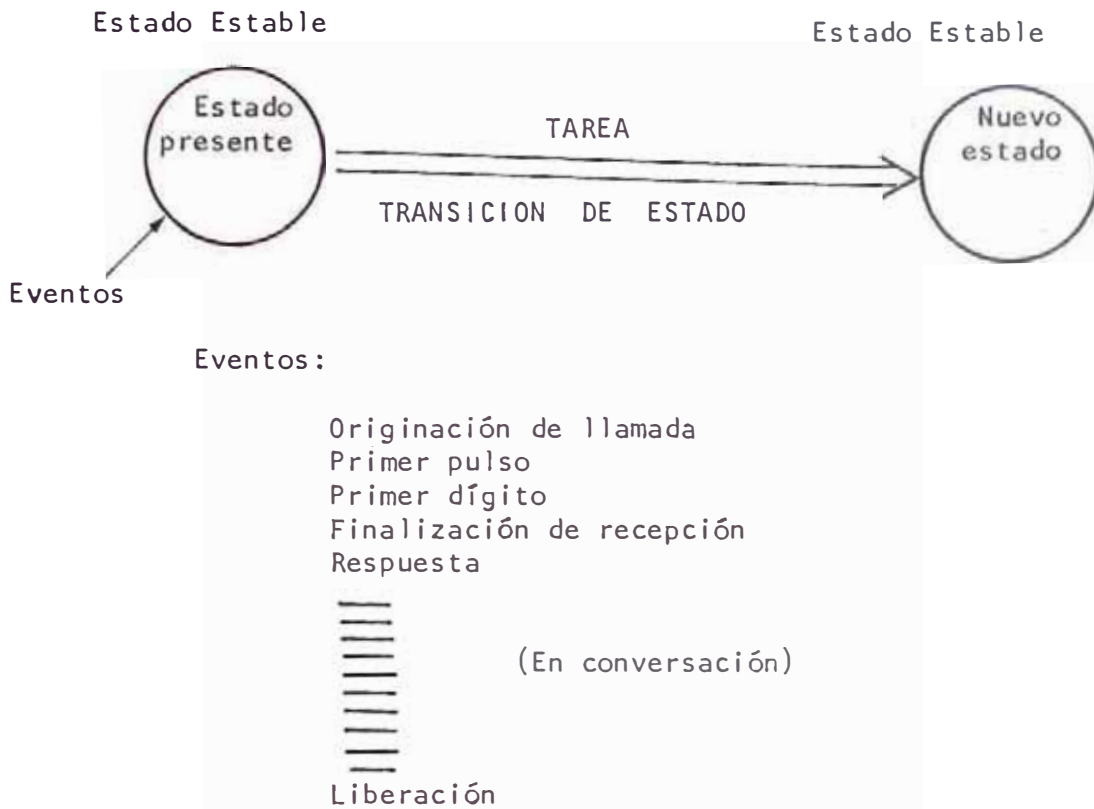 Estado Estable
Estado Estable
Estado
presente
TAREA
Nuevo
estado
TRANSICION DE ESTADO
Eventos
Eventos:
Originación de llamada
Primer pulso
Primer dígito
Finalización de recepción
Respuesta
(En conversación)
Liberación